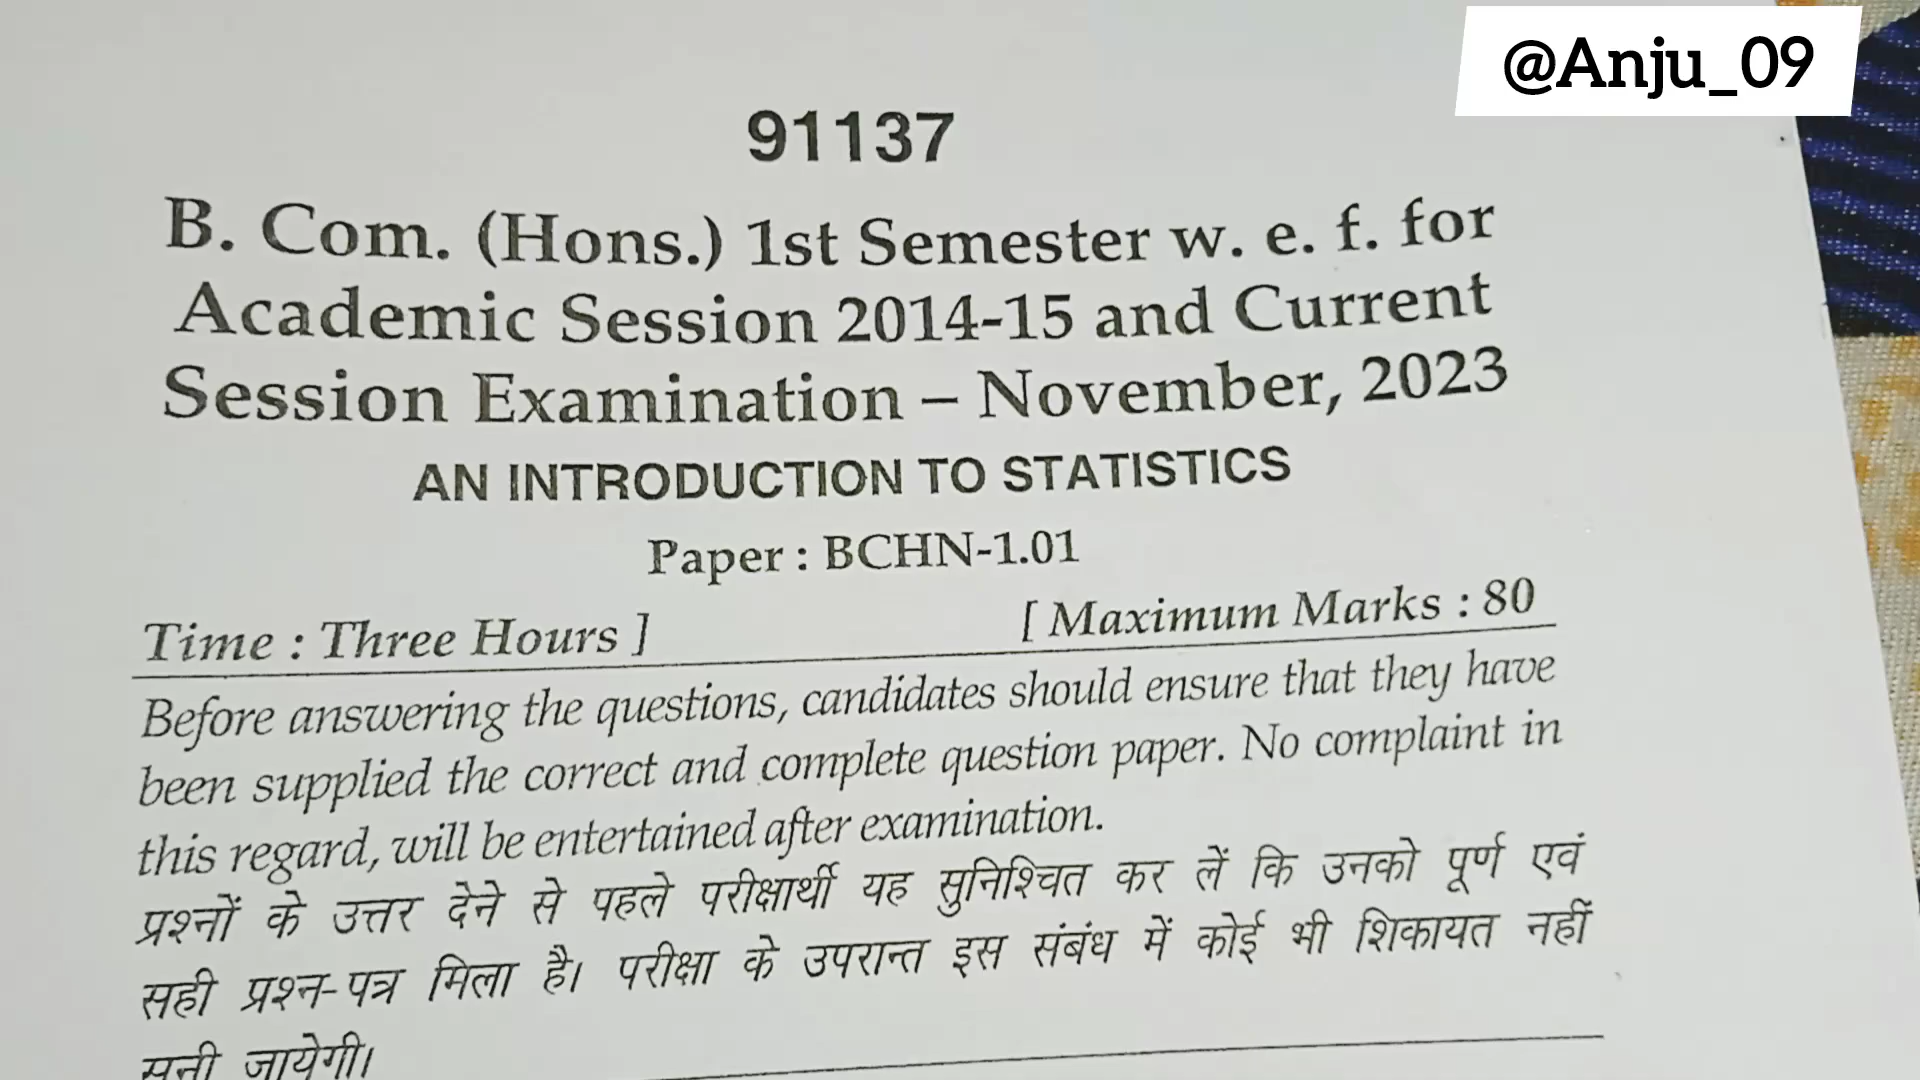 @Anju_09
91137
B. Com. (Hons.) 1st Semester w. e. f. for
Academic Session 2014-15 and Current
Session Examination – November, 2023
AN INTRODUCTION TO STATISTICS
Paper : BCHN-1.01
Time : Three Hours ] [ Maximum Marks : 80
Before answering the questions, candidates should ensure that they have
been supplied the correct and complete question paper. No complaint in
this regard, will be entertained after examination.
प्रश्नों के उत्तर देने से पहले परीक्षार्थी यह सुनिश्चित कर लें कि उनको पूर्ण एवं
सही प्रश्न-पत्र मिला है। परीक्षा के उपरान्त इस संबंध में कोई भी शिकायत नहीं
सुनी जायेगी।